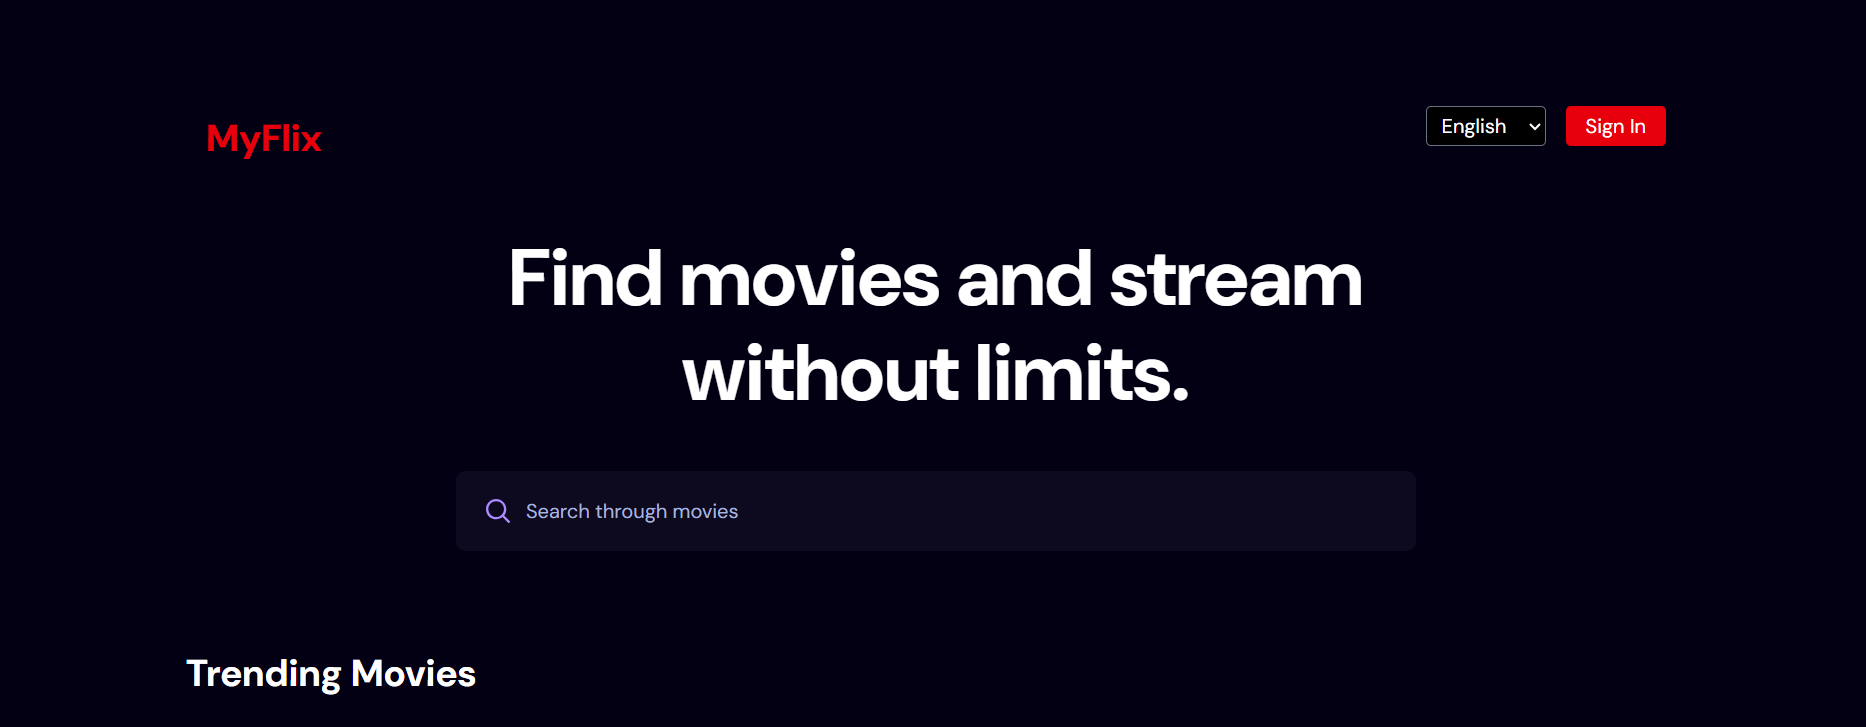 MyFlix
English
Sign In
Find movies and stream
without limits.
Search through movies
Trending Movies